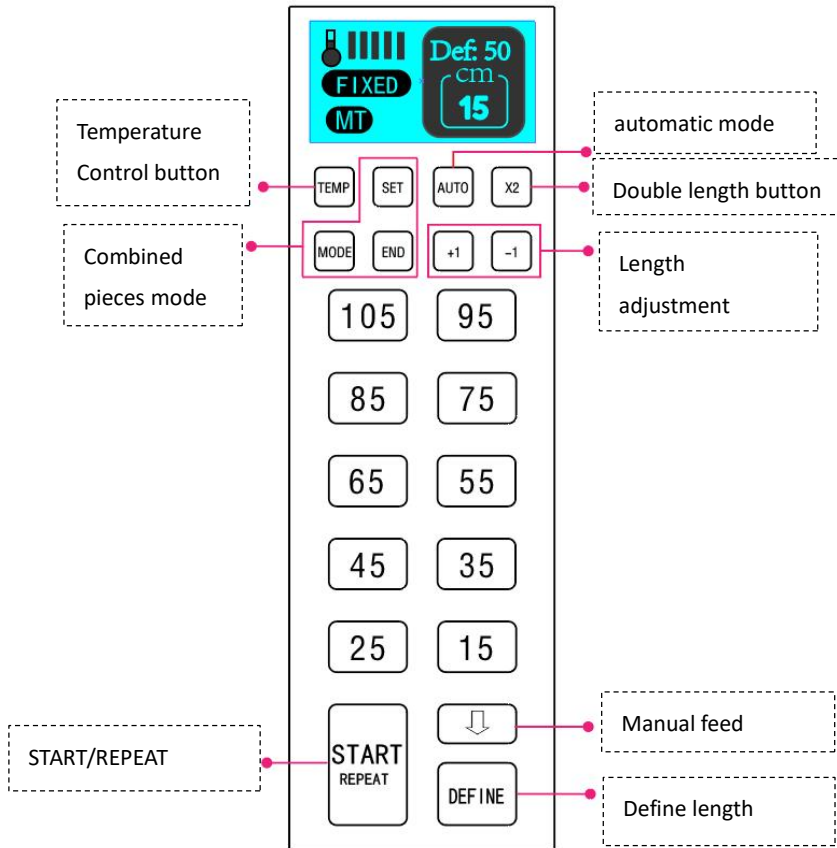 Def: 50
cm
15
FIXED
MT
Temperature
Control button
automatic mode
TEMP SET AUTO X2
Double length button
Combined
pieces mode
MODE END +1 -1
Length
adjustment
105 95
85 75
65 55
45 35
25 15
START/REPEAT
START
REPEAT
Manual feed
DEFINE
Define length